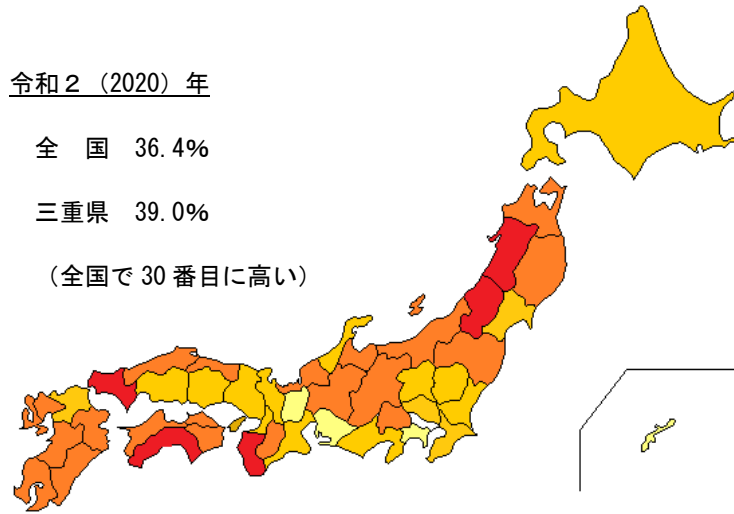 令和２（2020）年
全　国　36.4%
三重県　39.0%
（全国で 30 番目に高い）